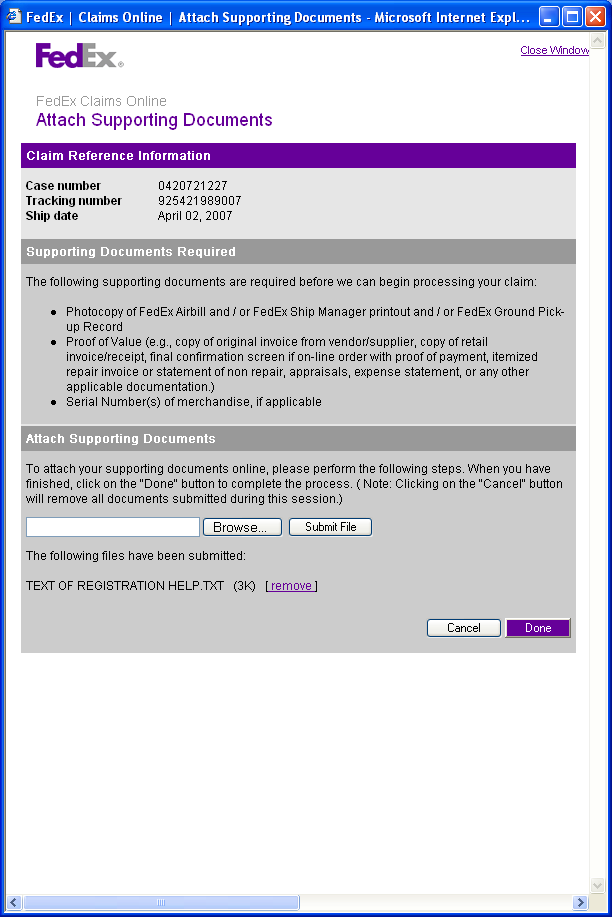 FedEx | Claims Online | Attach Supporting Documents - Microsoft Internet Expl...
FedEx®
Close Window
FedEx Claims Online
Attach Supporting Documents
Claim Reference Information
Case number 0420721227
Tracking number 925421989007
Ship date April 02, 2007
Supporting Documents Required
The following supporting documents are required before we can begin processing your claim:
• Photocopy of FedEx Airbill and / or FedEx Ship Manager printout and / or FedEx Ground Pick-
up Record
• Proof of Value (e.g., copy of original invoice from vendor/supplier, copy of retail
invoice/receipt, final confirmation screen if on-line order with proof of payment, itemized
repair invoice or statement of non repair, appraisals, expense statement, or any other
applicable documentation.)
• Serial Number(s) of merchandise, if applicable
Attach Supporting Documents
To attach your supporting documents online, please perform the following steps. When you have
finished, click on the "Done" button to complete the process. ( Note: Clicking on the "Cancel" button
will remove all documents submitted during this session.)
Browse... Submit File
The following files have been submitted:
TEXT OF REGISTRATION HELP.TXT (3K) [ remove ]
Cancel Done